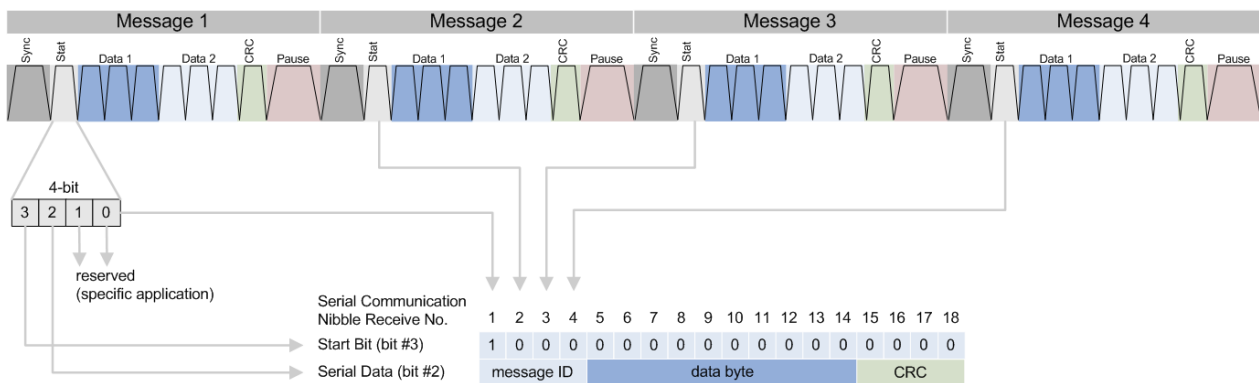 Message 1 Message 2 Message 3 Message 4
Sync Stat Data 1 Data 2 CRC Pause Sync Stat Data 1 Data 2 CRC Pause Sync Stat Data 1 Data 2 CRC Pause Sync Stat Data 1 Data 2 CRC Pause
4-bit
3 2 1 0
reserved
(specific application)
Serial Communication
Nibble Receive No. 1 2 3 4 5 6 7 8 9 10 11 12 13 14 15 16 17 18
Start Bit (bit #3) 1 0 0 0 0 0 0 0 0 0 0 0 0 0 0 0 0 0
Serial Data (bit #2) message ID data byte CRC